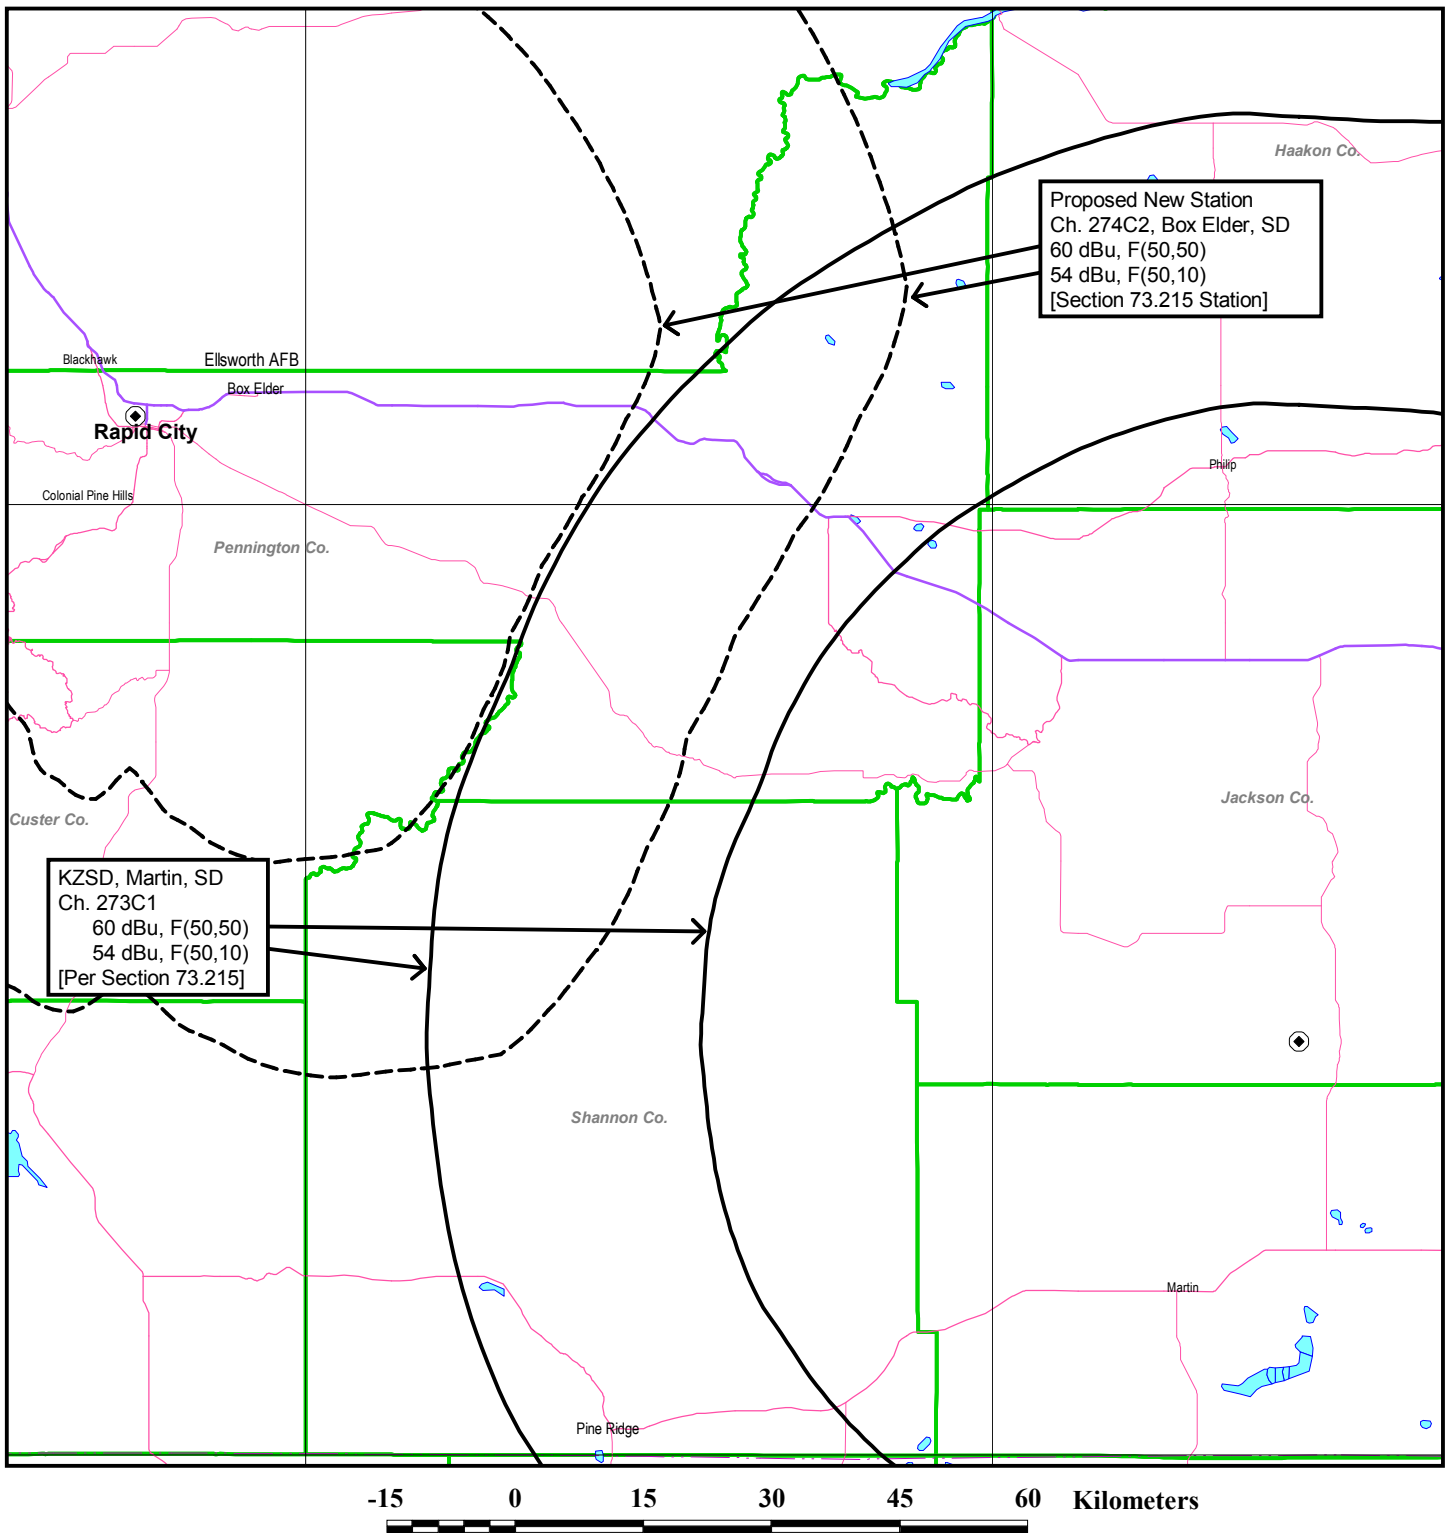 Haakon Co.
Proposed New Station
Ch. 274C2, Box Elder, SD
60 dBu, F(50,50)
54 dBu, F(50,10)
[Section 73.215 Station]
Blackhawk
Ellsworth AFB
Box Elder
Rapid City
Philip
Colonial Pine Hills
Pennington Co.
Jackson Co.
Custer Co.
KZSD, Martin, SD
Ch. 273C1
60 dBu, F(50,50)
54 dBu, F(50,10)
[Per Section 73.215]
Shannon Co.
Martin
Pine Ridge
-15 0 15 30 45 60 Kilometers